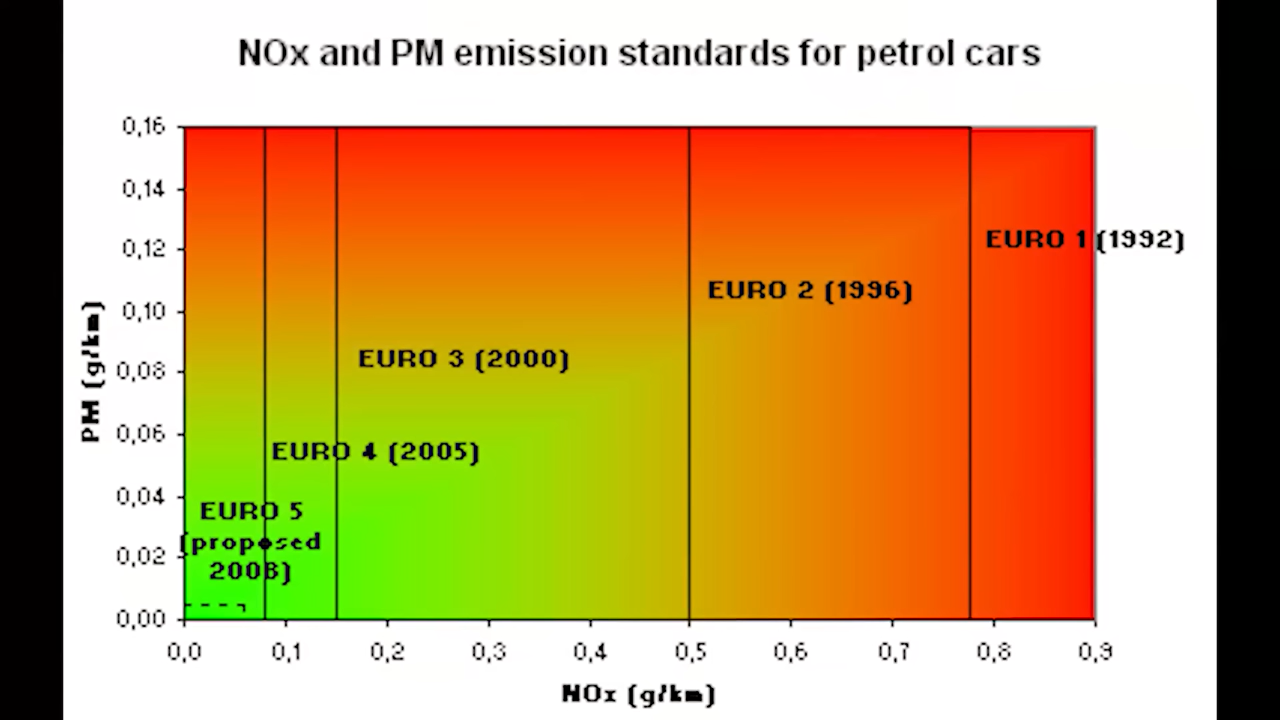 NOx and PM emission standards for petrol cars
0,16
0,14
0,12
0,10
0,08
0,06
0,04
0,02
0,00
PM (g/km)
EURO 1 (1992)
EURO 2 (1996)
EURO 3 (2000)
EURO 4 (2005)
EURO 5
(proposed
2008)
0,0 0,1 0,2 0,3 0,4 0,5 0,6 0,7 0,8 0,9
NOx (g/km)